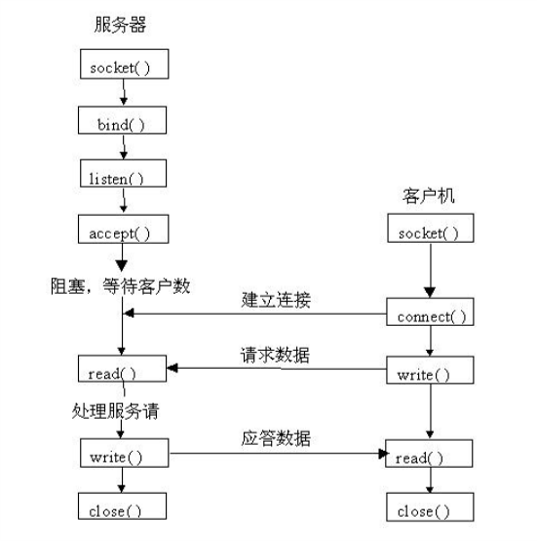 服务器
socket( )
bind( )
listen( )
accept( )
阻塞，等待客户数
read( )
处理服务请
write( )
close( )
建立连接
请求数据
应答数据
客户机
socket( )
connect( )
write( )
read( )
close( )